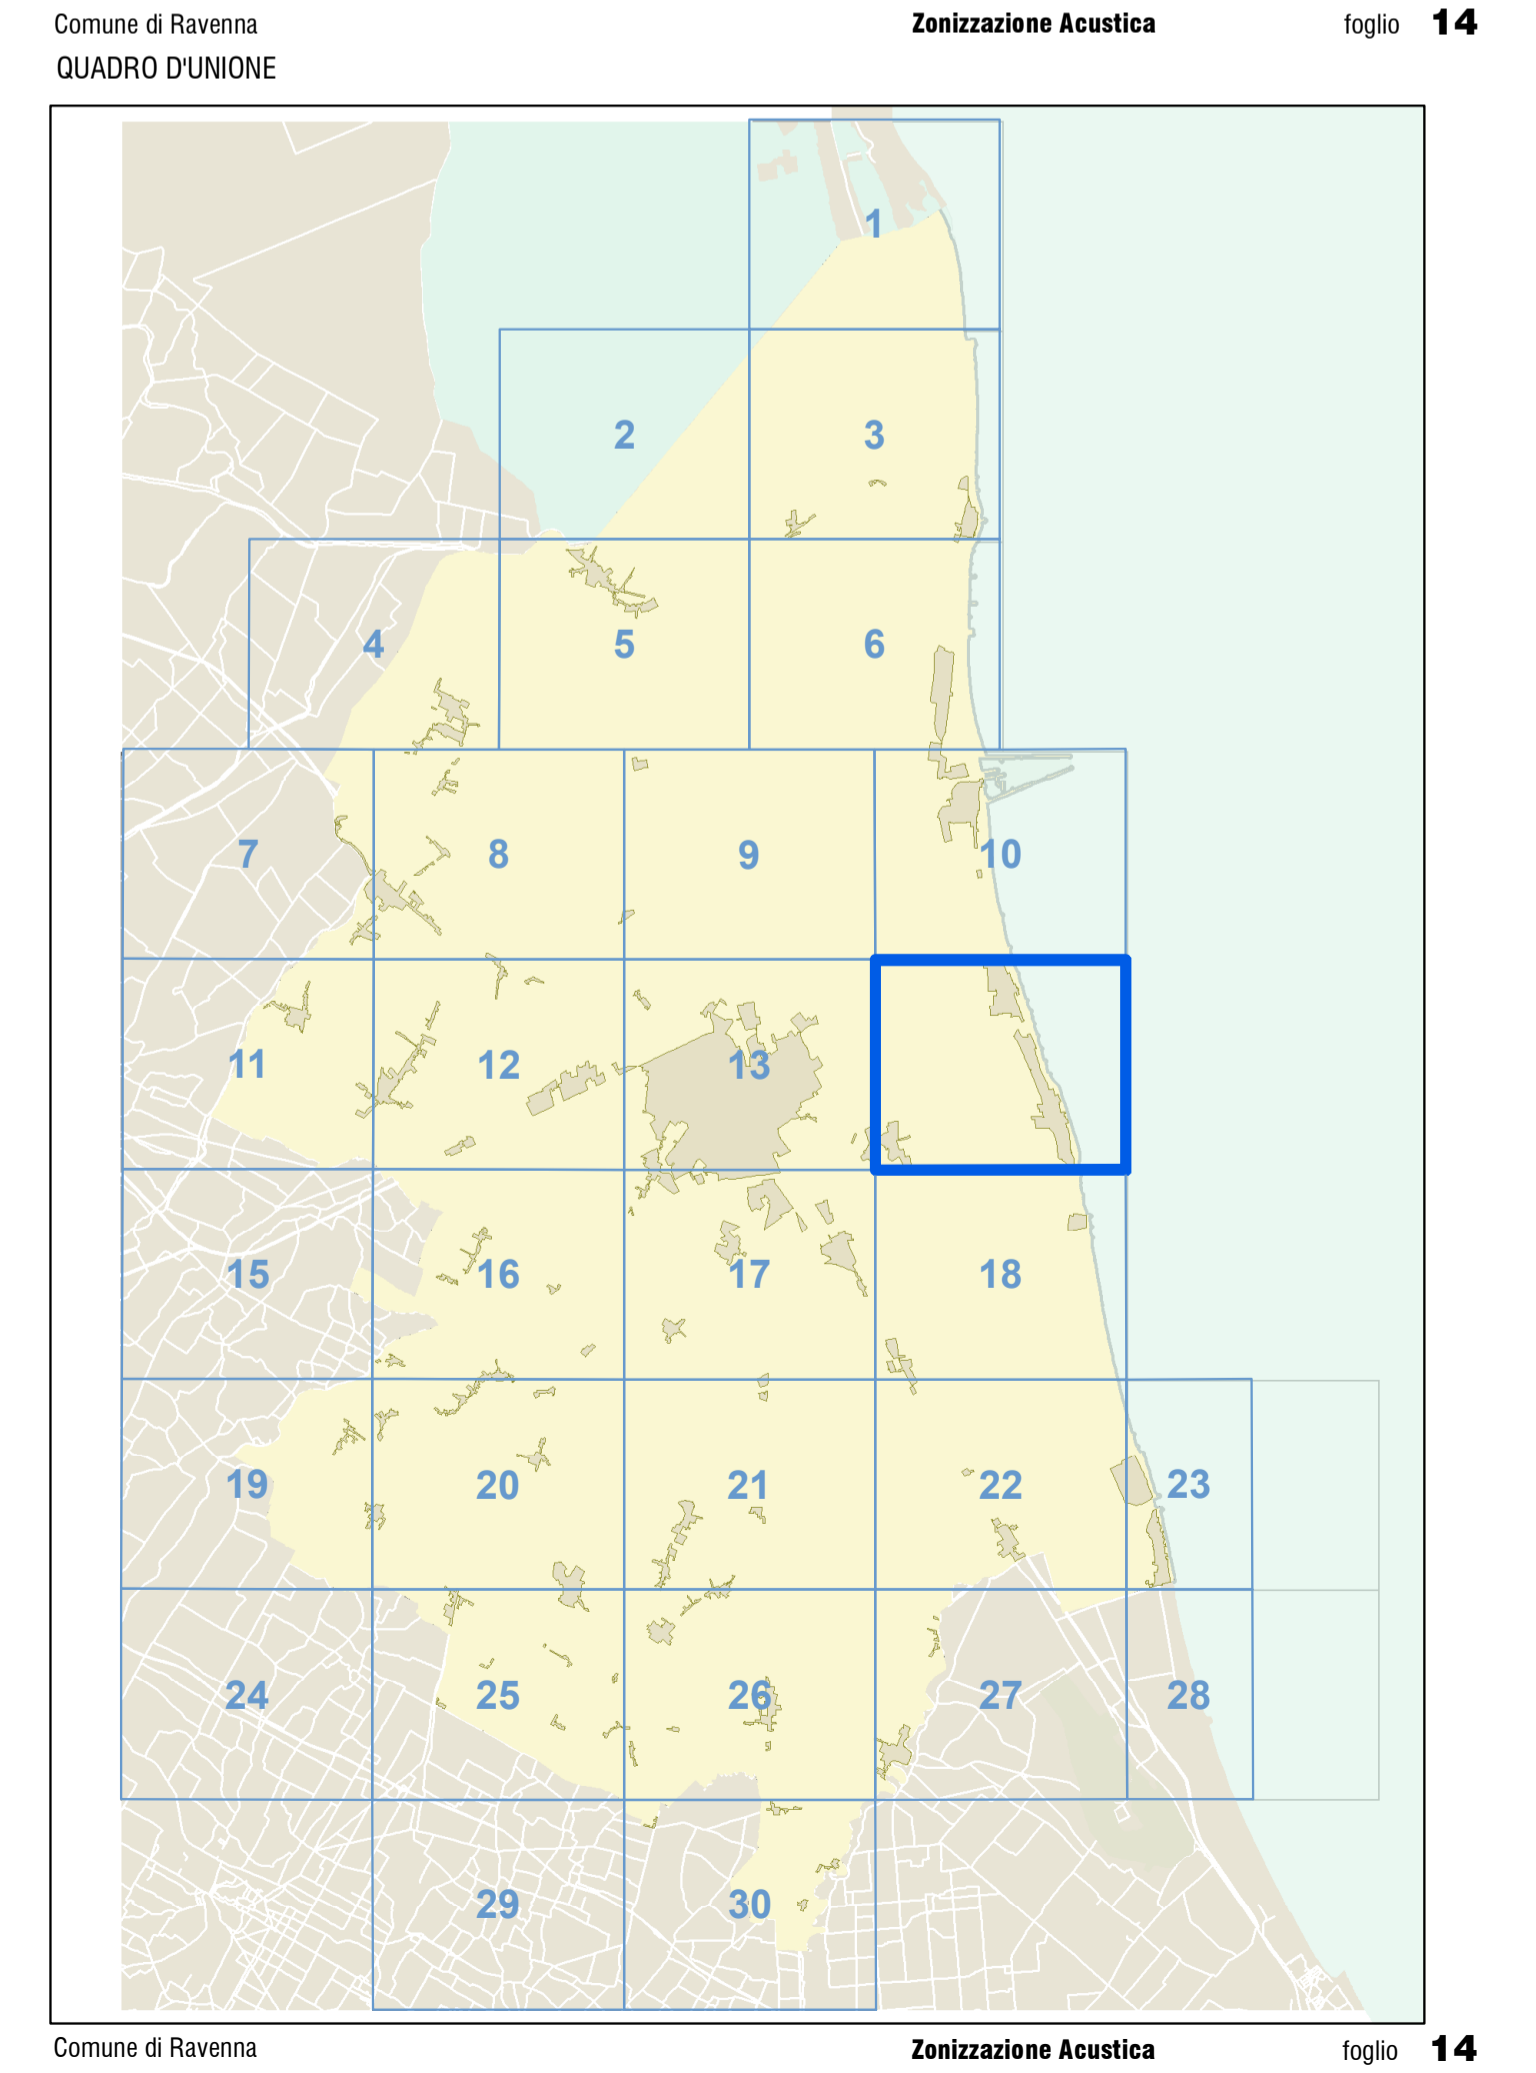 Comune di Ravenna Zonizzazione Acustica foglio 14
QUADRO D'UNIONE
1
2 3
4 5 6
7 8 9 10
11 12 13
15 16 17 18
19 20 21 22 23
24 25 26 27 28
29 30
Comune di Ravenna Zonizzazione Acustica foglio 14